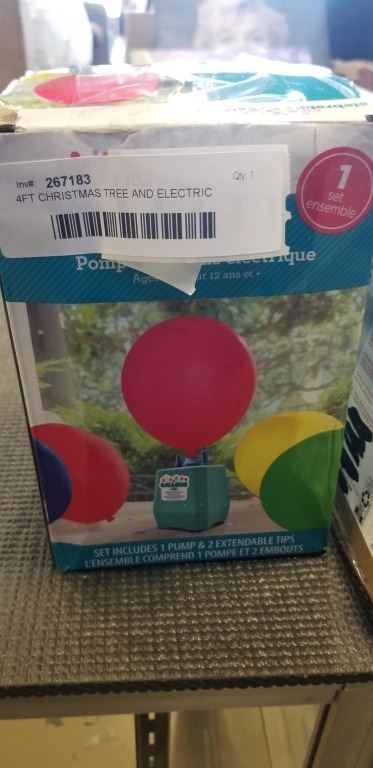 Inv#: 267183
Qty: 1
4FT CHRISTMAS TREE AND ELECTRIC
1
set
ensemble
électrique
12 ans et +
SET INCLUDES 1 PUMP & 2 EXTENDABLE TIPS
L'ENSEMBLE COMPREND 1 POMPE ET 2 EMBOUTS